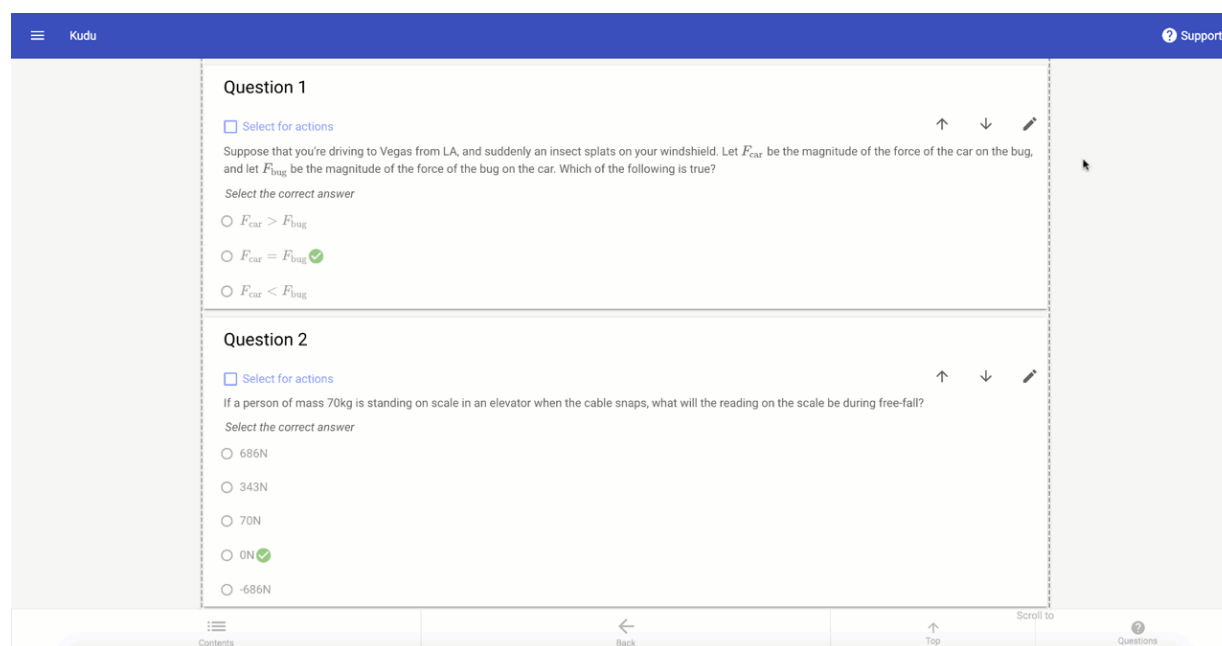 Kudu
Support
Question 1
Select for actions
Suppose that you're driving to Vegas from LA, and suddenly an insect splats on your windshield. Let F_car be the magnitude of the force of the car on the bug,
and let F_bug be the magnitude of the force of the bug on the car. Which of the following is true?
Select the correct answer
F_car > F_bug
F_car = F_bug
F_car < F_bug
Question 2
Select for actions
If a person of mass 70kg is standing on scale in an elevator when the cable snaps, what will the reading on the scale be during free-fall?
Select the correct answer
686N
343N
70N
0N
-686N
Scroll to
Contents
Back
Top
Questions